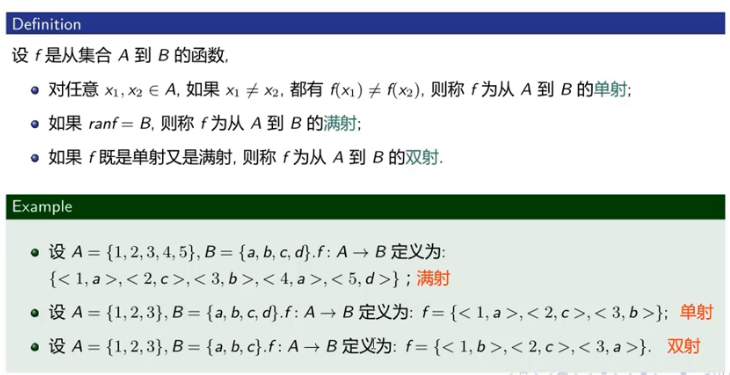 Definition
设 f 是从集合 A 到 B 的函数,
对任意 x₁, x₂ ∈ A, 如果 x₁ ≠ x₂, 都有 f(x₁) ≠ f(x₂), 则称 f 为从 A 到 B 的单射;
如果 ranf = B, 则称 f 为从 A 到 B 的满射;
如果 f 既是单射又是满射, 则称 f 为从 A 到 B 的双射.
Example
设 A = {1, 2, 3, 4, 5}, B = {a, b, c, d}.f : A → B 定义为:
{< 1, a >, < 2, c >, < 3, b >, < 4, a >, < 5, d >} ; 满射
设 A = {1, 2, 3}, B = {a, b, c, d}.f : A → B 定义为: f = {< 1, a >, < 2, c >, < 3, b >}; 单射
设 A = {1, 2, 3}, B = {a, b, c}.f : A → B 定义为: f = {< 1, b >, < 2, c >, < 3, a >}. 双射